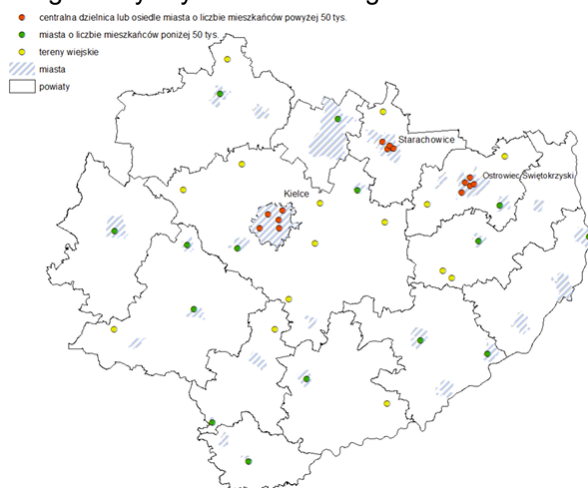 centralna dzielnica lub osiedle miasta o liczbie mieszkańców powyżej 50 tys.
miasta o liczbie mieszkańców poniżej 50 tys.
tereny wiejskie
miasta
powiaty
Starachowice
Ostrowiec Świętokrzyski
Kielce